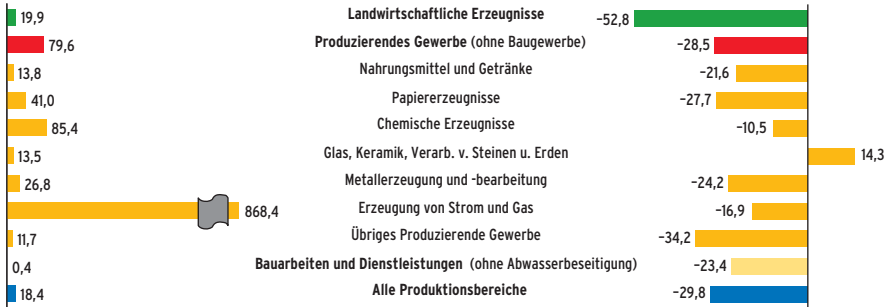 19,9 Landwirtschaftliche Erzeugnisse −52,8
79,6 Produzierendes Gewerbe (ohne Baugewerbe) −28,5
13,8 Nahrungsmittel und Getränke −21,6
41,0 Papiererzeugnisse −27,7
85,4 Chemische Erzeugnisse −10,5
13,5 Glas, Keramik, Verarb. v. Steinen u. Erden 14,3
26,8 Metallerzeugung und -bearbeitung −24,2
868,4 Erzeugung von Strom und Gas −16,9
11,7 Übriges Produzierende Gewerbe −34,2
0,4 Bauarbeiten und Dienstleistungen (ohne Abwasserbeseitigung) −23,4
18,4 Alle Produktionsbereiche −29,8